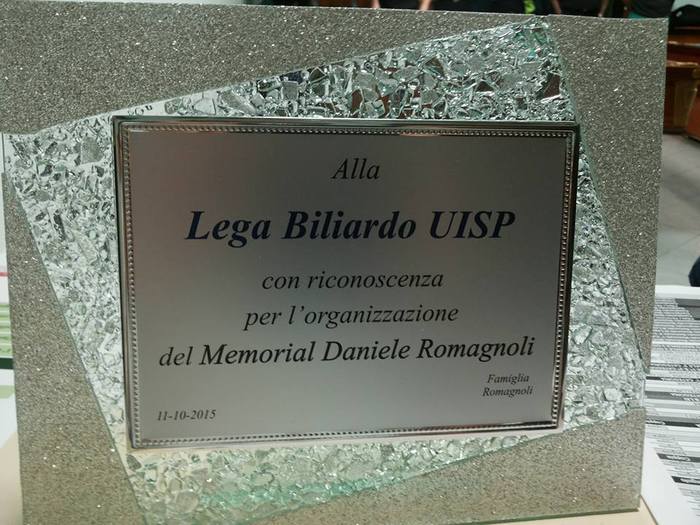 Alla
Lega Biliardo UISP
con riconoscenza
per l'organizzazione
del Memorial Daniele Romagnoli
Famiglia
Romagnoli
11-10-2015